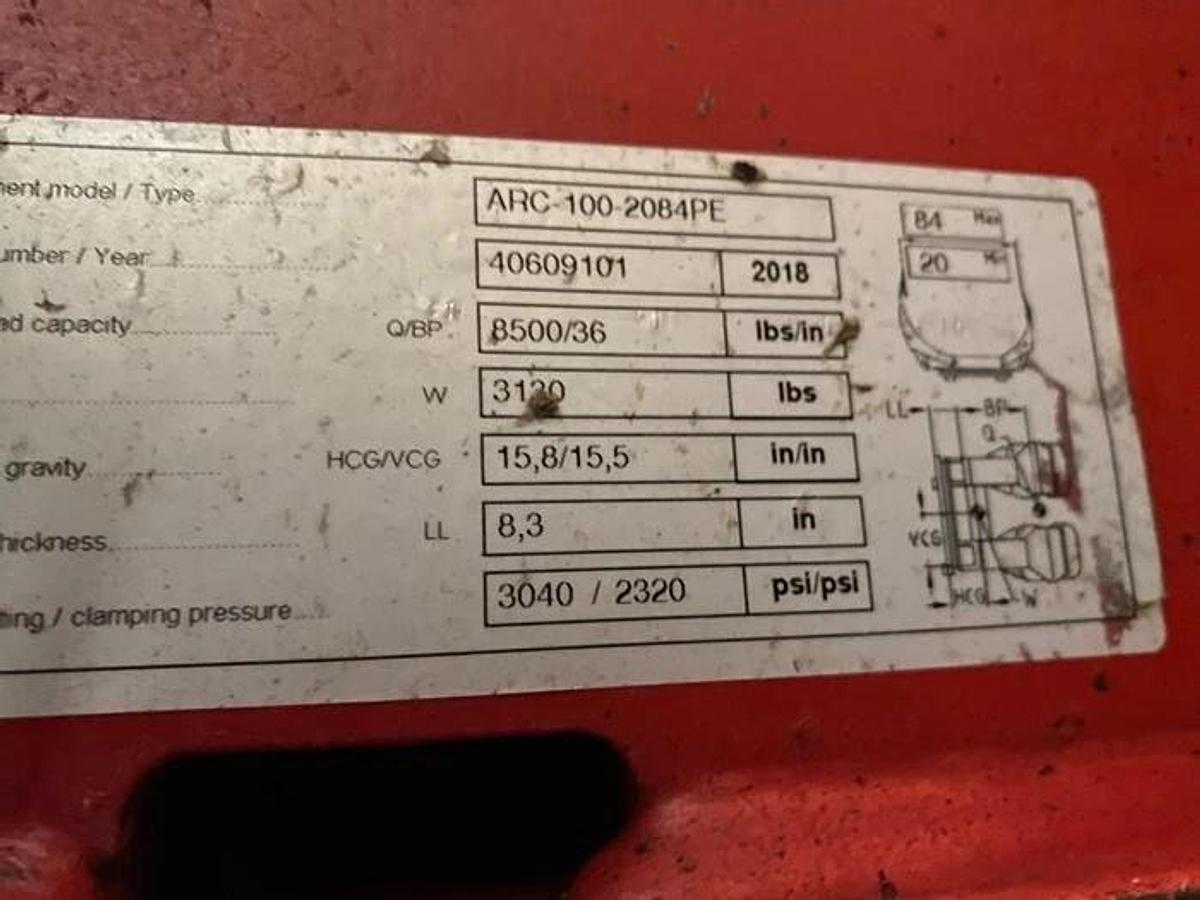 ment model / Type ARC-100-2084PE
umber / Year 40609101 2018
ad capacity Q/BP 8500/36 lbs/in
W lbs
gravity HCG/VCG 15,8/15,5 in/in
hickness LL 8,3 in
ting / clamping pressure 3040 / 2320 psi/psi
84 Max
20 Min
LL BP
Q
VCG
HCG W